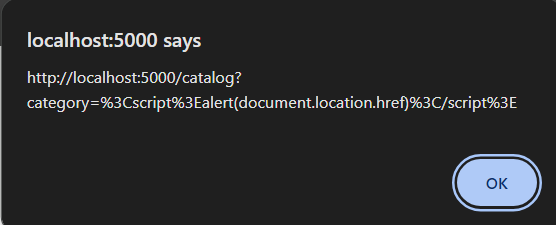 localhost:5000 says
http://localhost:5000/catalog?
category=%3Cscript%3Ealert(document.location.href)%3C/script%3E
OK